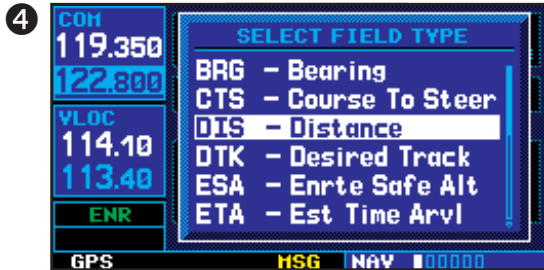 4
COM
119.350
122.800
VLOC
114.10
113.40
ENR
SELECT FIELD TYPE
BRG - Bearing
CTS - Course To Steer
DIS - Distance
DTK - Desired Track
ESA - Enrte Safe Alt
ETA - Est Time Arvl
GPS MSG NAV